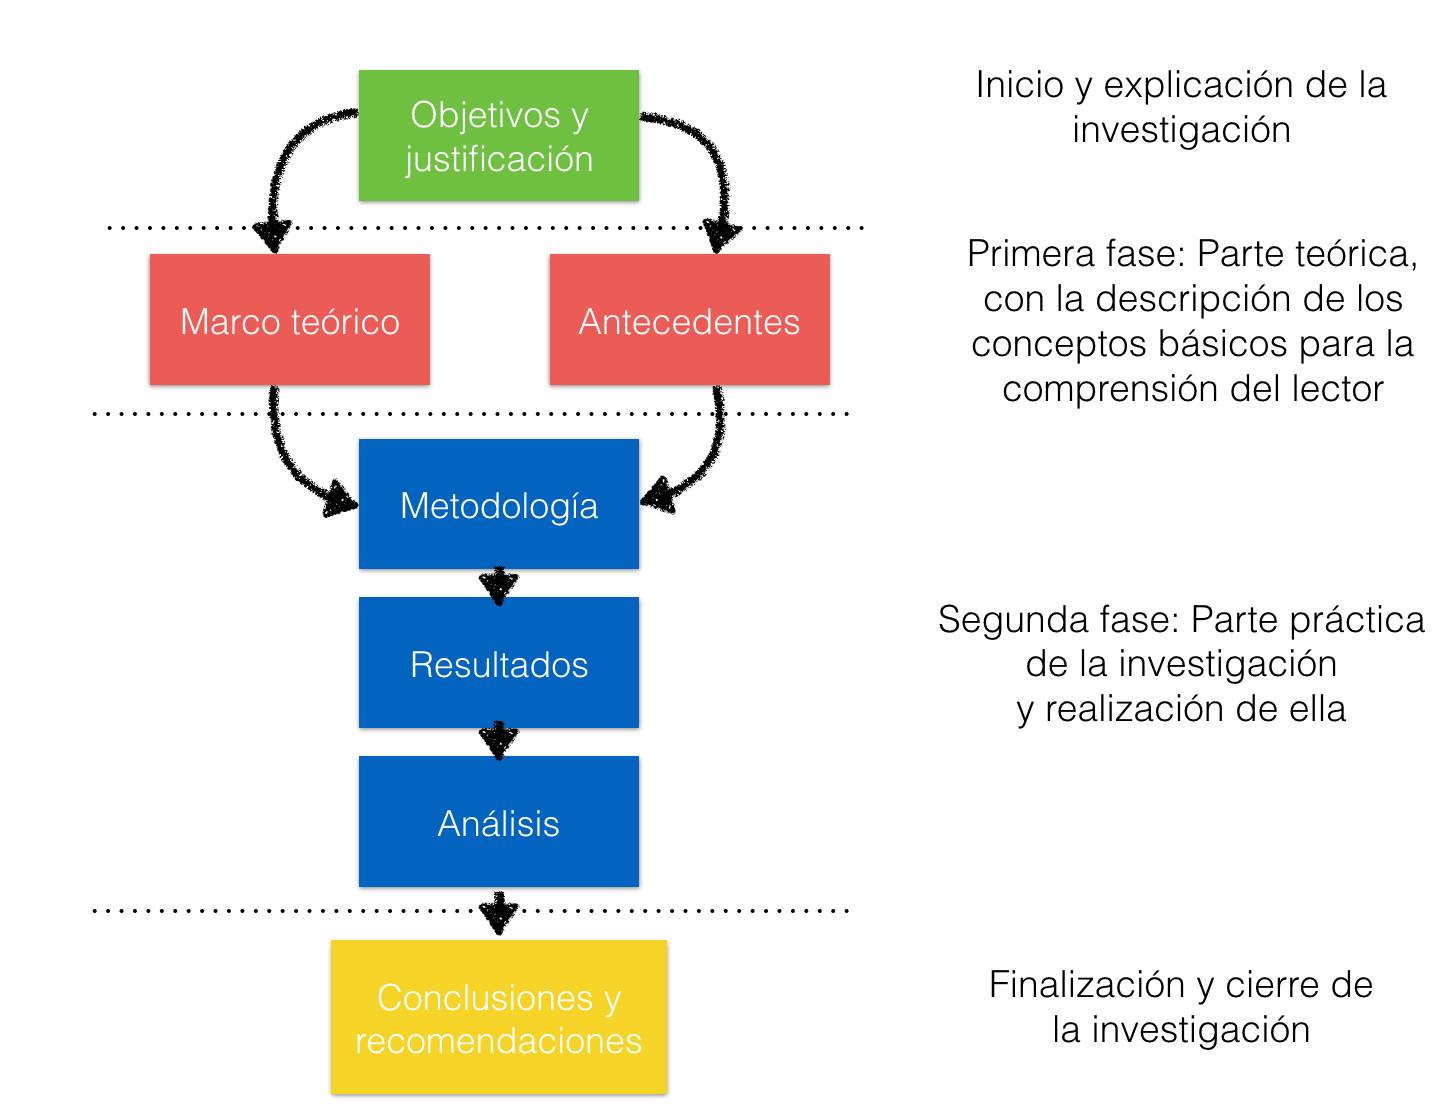 Objetivos y
justificación
Inicio y explicación de la
investigación
Marco teórico
Antecedentes
Primera fase: Parte teórica,
con la descripción de los
conceptos básicos para la
comprensión del lector
Metodología
Resultados
Análisis
Segunda fase: Parte práctica
de la investigación
y realización de ella
Conclusiones y
recomendaciones
Finalización y cierre de
la investigación